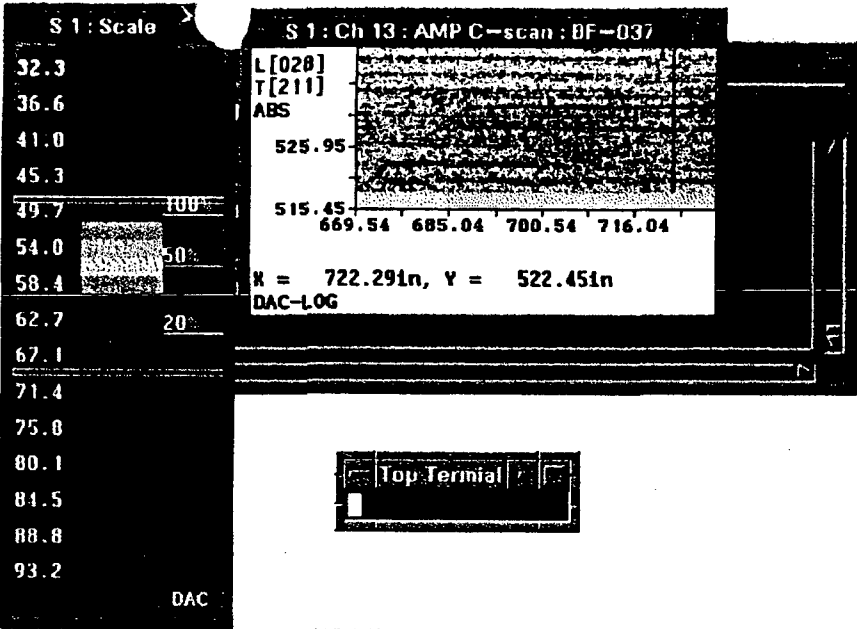 S 1 : Scale
32.3
36.6
41.0
45.3
49.7
54.0
58.4
62.7
67.1
71.4
75.8
80.1
84.5
88.8
93.2
100%
50%
20%
DAC
S 1 : Ch 13 : AMP C-scan : BF-037
L[028]
T[211]
ABS
525.95
515.45
669.54 685.04 700.54 716.04
X = 722.29in, Y = 522.45in
DAC-LOG
Top Termial